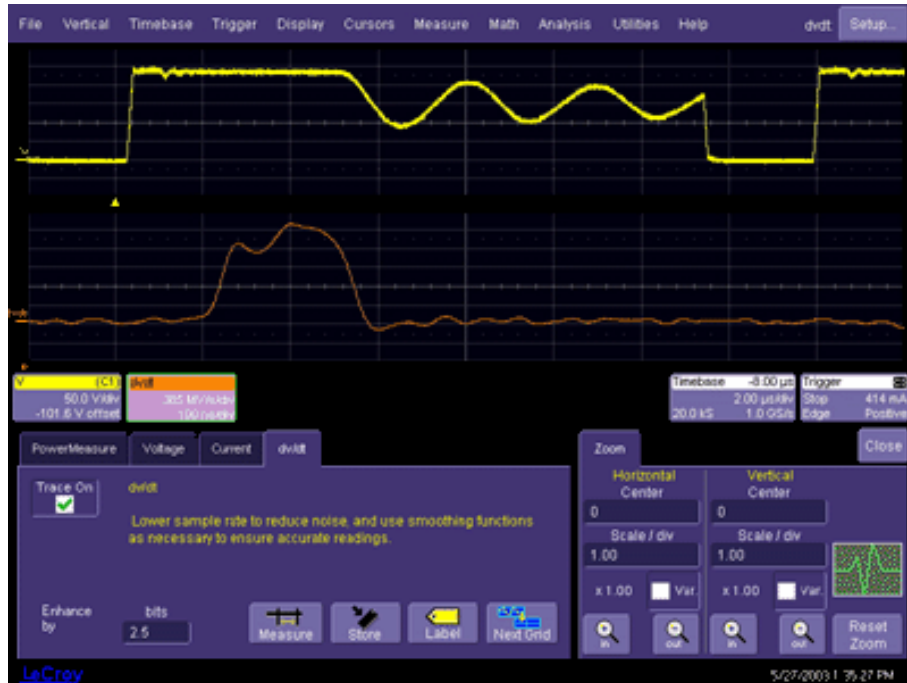 File Vertical Timebase Trigger Display Cursors Measure Math Analysis Utilities Help dvdt Setup...
V (C1)
50.0 V/div
-101.6 V offset
dv/dt
385 MV/s/div
100 ns/div
Timebase -8.00 µs
2.00 µs/div
20.0 kS 1.0 GS/s
Trigger
Stop 414 mA
Edge Positive
PowerMeasure Voltage Current dv/dt
Trace On
dv/dt
Lower sample rate to reduce noise, and use smoothing functions
as necessary to ensure accurate readings.
Enhance by
2.5 bits
Measure Store Label Next Grid
Zoom
Close
Horizontal
Center
0
Scale / div
1.00
x 1.00 Var.
in out
Vertical
Center
0
Scale / div
1.00
x 1.00 Var.
in out
Reset Zoom
LeCroy
5/27/2003 1:35:27 PM